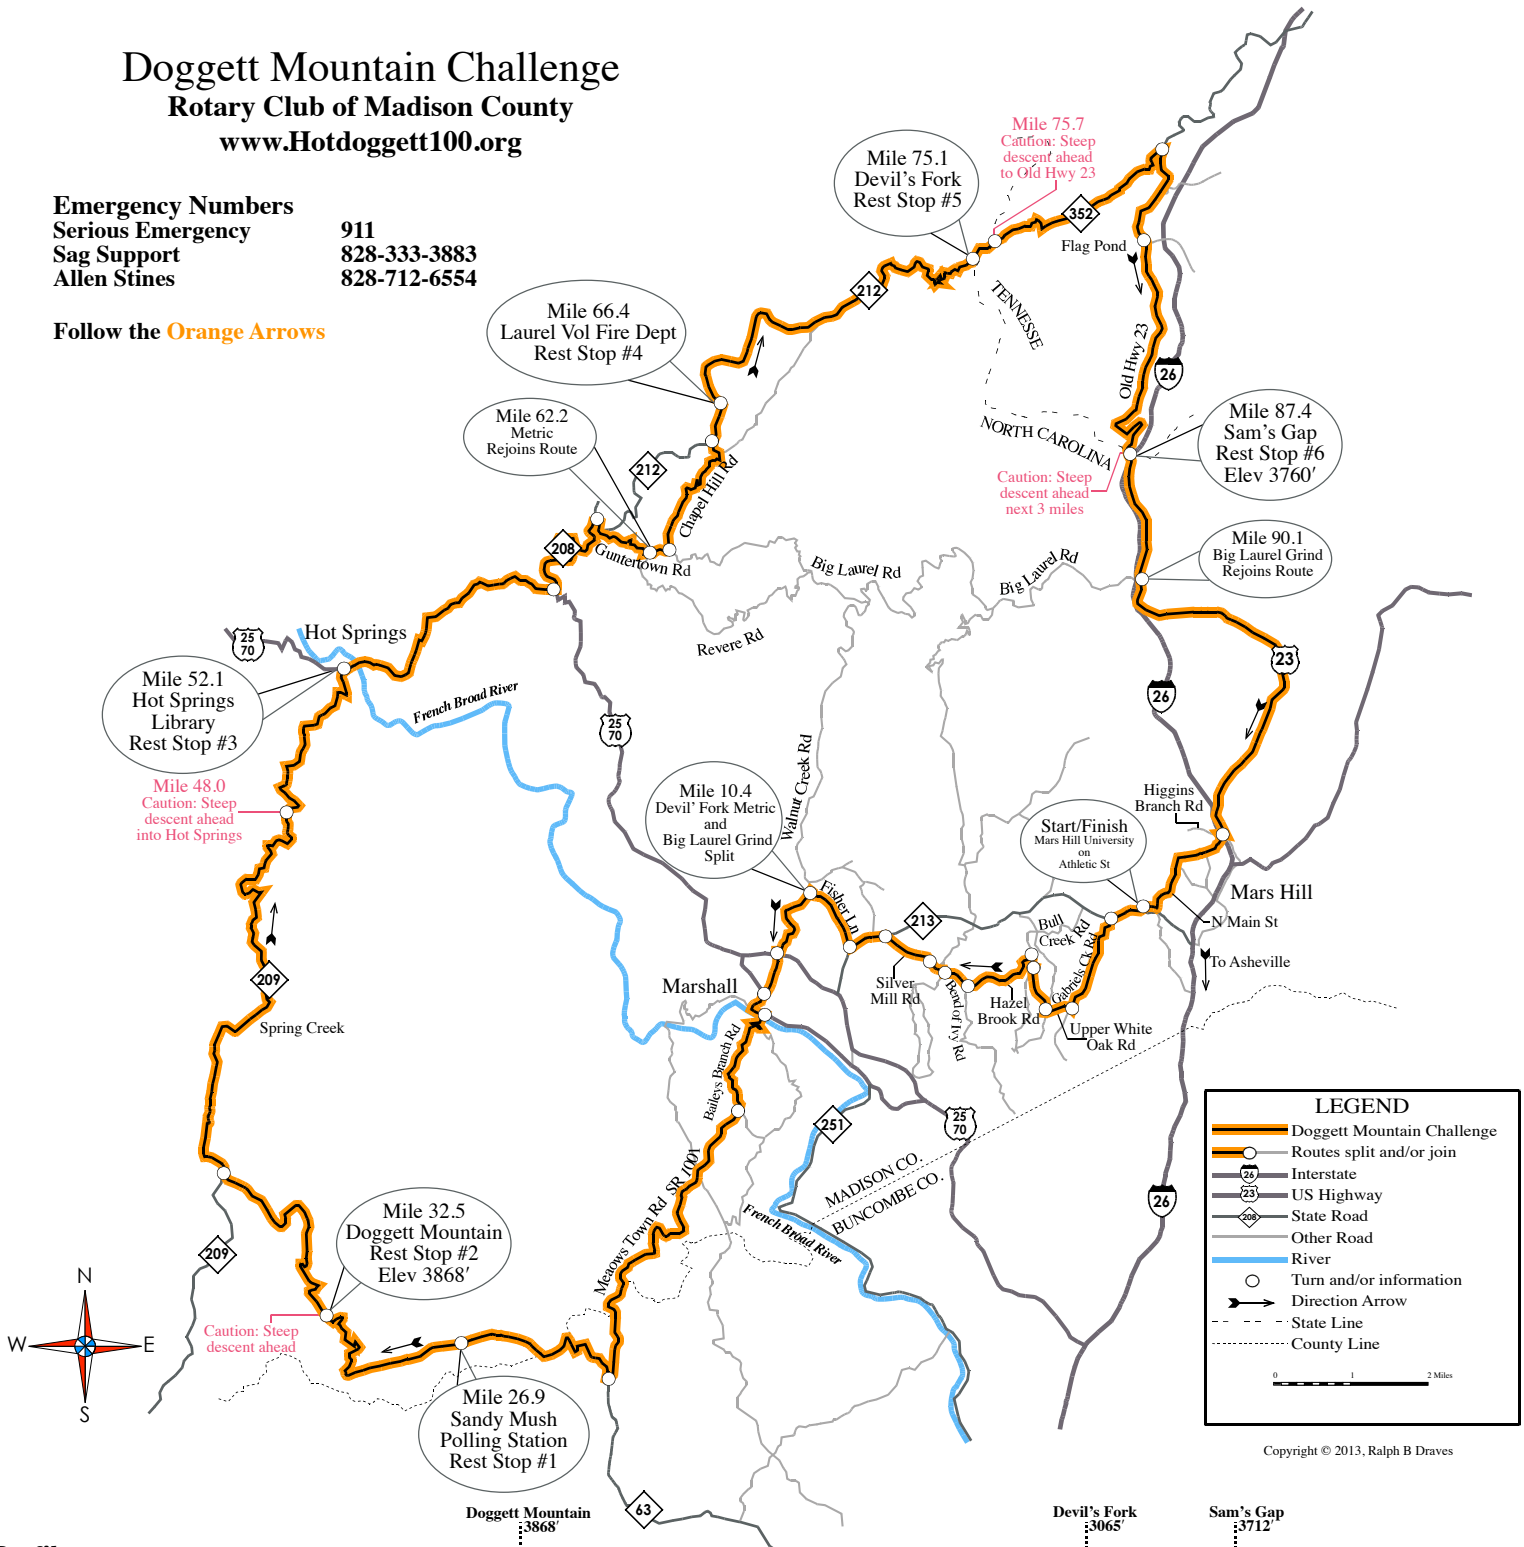 Doggett Mountain Challenge
Rotary Club of Madison County
www.Hotdoggett100.org
Emergency Numbers
Serious Emergency 911
Sag Support 828-333-3883
Allen Stines 828-712-6554
Follow the Orange Arrows
Mile 75.7
Caution: Steep
descent ahead
to Old Hwy 23
Mile 75.1
Devil's Fork
Rest Stop #5
352
Flag Pond
212
TENNESSE
Old Hwy 23
26
Mile 66.4
Laurel Vol Fire Dept
Rest Stop #4
Mile 62.2
Metric
Rejoins Route
212
Chapel Hill Rd
NORTH CAROLINA
Mile 87.4
Sam's Gap
Rest Stop #6
Elev 3760′
Caution: Steep
descent ahead
next 3 miles
208
Guntertown Rd
Big Laurel Rd
Big Laurel Rd
Mile 90.1
Big Laurel Grind
Rejoins Route
Revere Rd
25
70
Hot Springs
23
Mile 52.1
Hot Springs
Library
Rest Stop #3
French Broad River
25
70
26
Mile 48.0
Caution: Steep
descent ahead
into Hot Springs
Walnut Creek Rd
Mile 10.4
Devil' Fork Metric
and
Big Laurel Grind
Split
Higgins
Branch Rd
Start/Finish
Mars Hill University
on
Athletic St
Mars Hill
Fisher Ln
213
Bull
Creek Rd
N Main St
To Asheville
Gabriels Ck Rd
209
Spring Creek
Marshall
Silver
Mill Rd
Bend of Ivy Rd
Hazel
Brook Rd
Upper White
Oak Rd
Baileys Branch Rd
251
25
70
MADISON CO.
BUNCOMBE CO.
Meaows Town Rd SR 1001
French Broad River
26
209
Mile 32.5
Doggett Mountain
Rest Stop #2
Elev 3868′
Caution: Steep
descent ahead
N
W E
S
Mile 26.9
Sandy Mush
Polling Station
Rest Stop #1
63
LEGEND
Doggett Mountain Challenge
Routes split and/or join
26 Interstate
23 US Highway
208 State Road
Other Road
River
Turn and/or information
Direction Arrow
State Line
County Line
0 1 2 Miles
Copyright © 2013, Ralph B Draves
Doggett Mountain
3868′
Devil's Fork
3065′
Sam's Gap
3712′